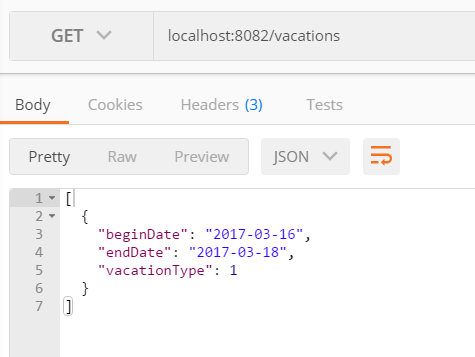 GET localhost:8082/vacations
Body Cookies Headers (3) Tests
Pretty Raw Preview JSON
1 [
2 {
3 "beginDate": "2017-03-16",
4 "endDate": "2017-03-18",
5 "vacationType": 1
6 }
7 ]